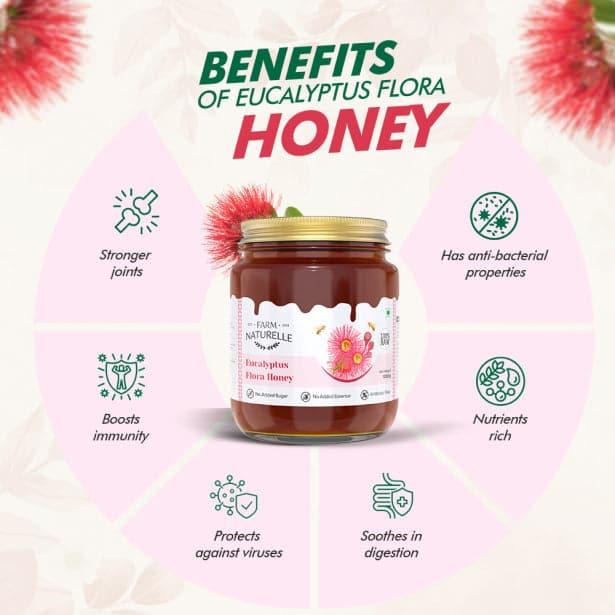 BENEFITS
OF EUCALYPTUS FLORA
HONEY
Stronger
joints
Has anti-bacterial
properties
Boosts
immunity
Nutrients
rich
Protects
against viruses
Soothes in
digestion
FARM
NATURELLE
Eucalyptus
Flora Honey
100%
RAW
No Added Sugar
No Added Essence